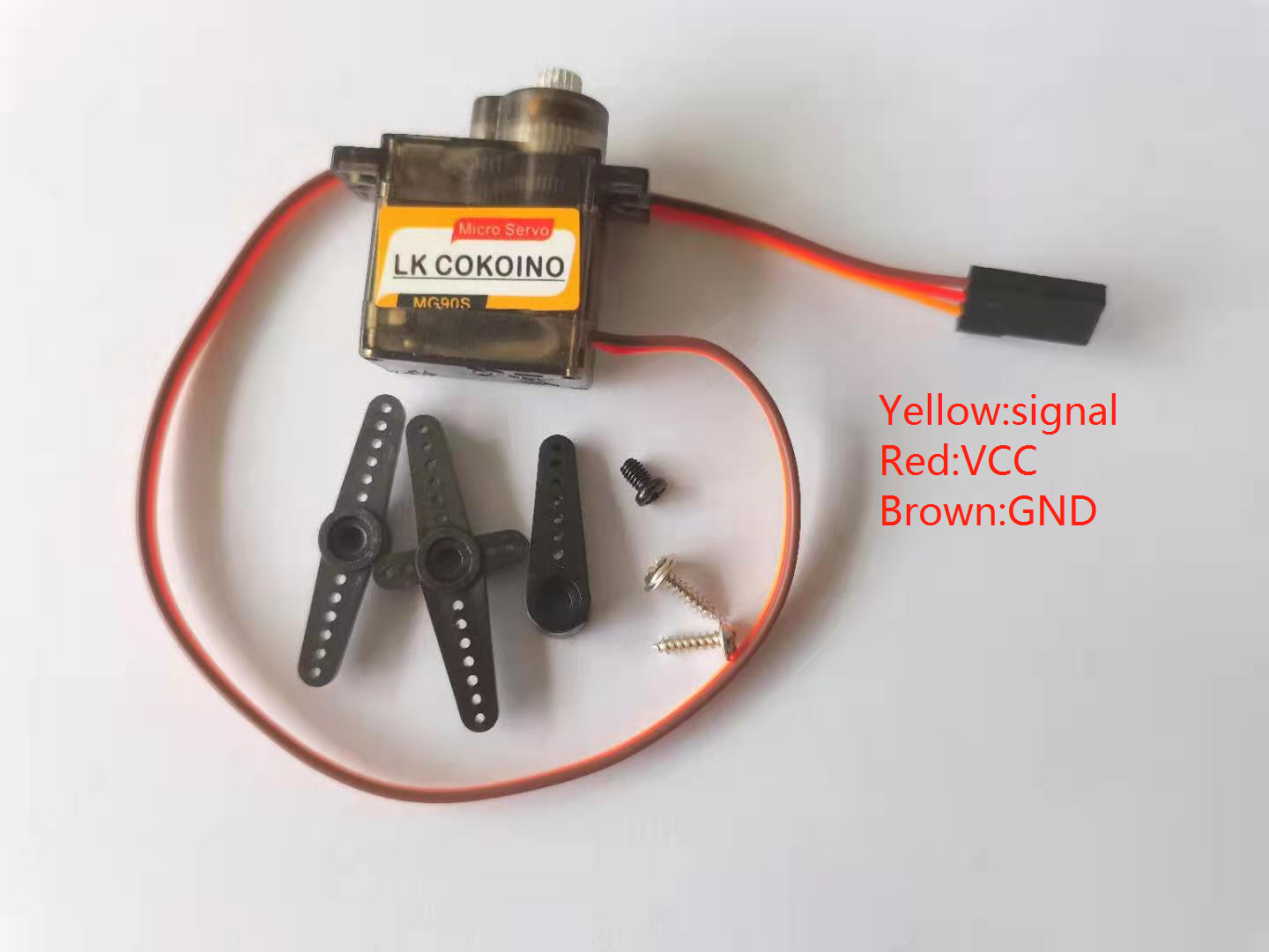 Micro Servo
LK COKOINO
MG90S
Yellow:signal
Red:VCC
Brown:GND